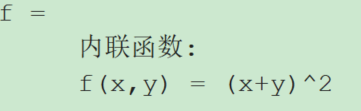 f =
内联函数:
f(x,y) = (x+y)^2